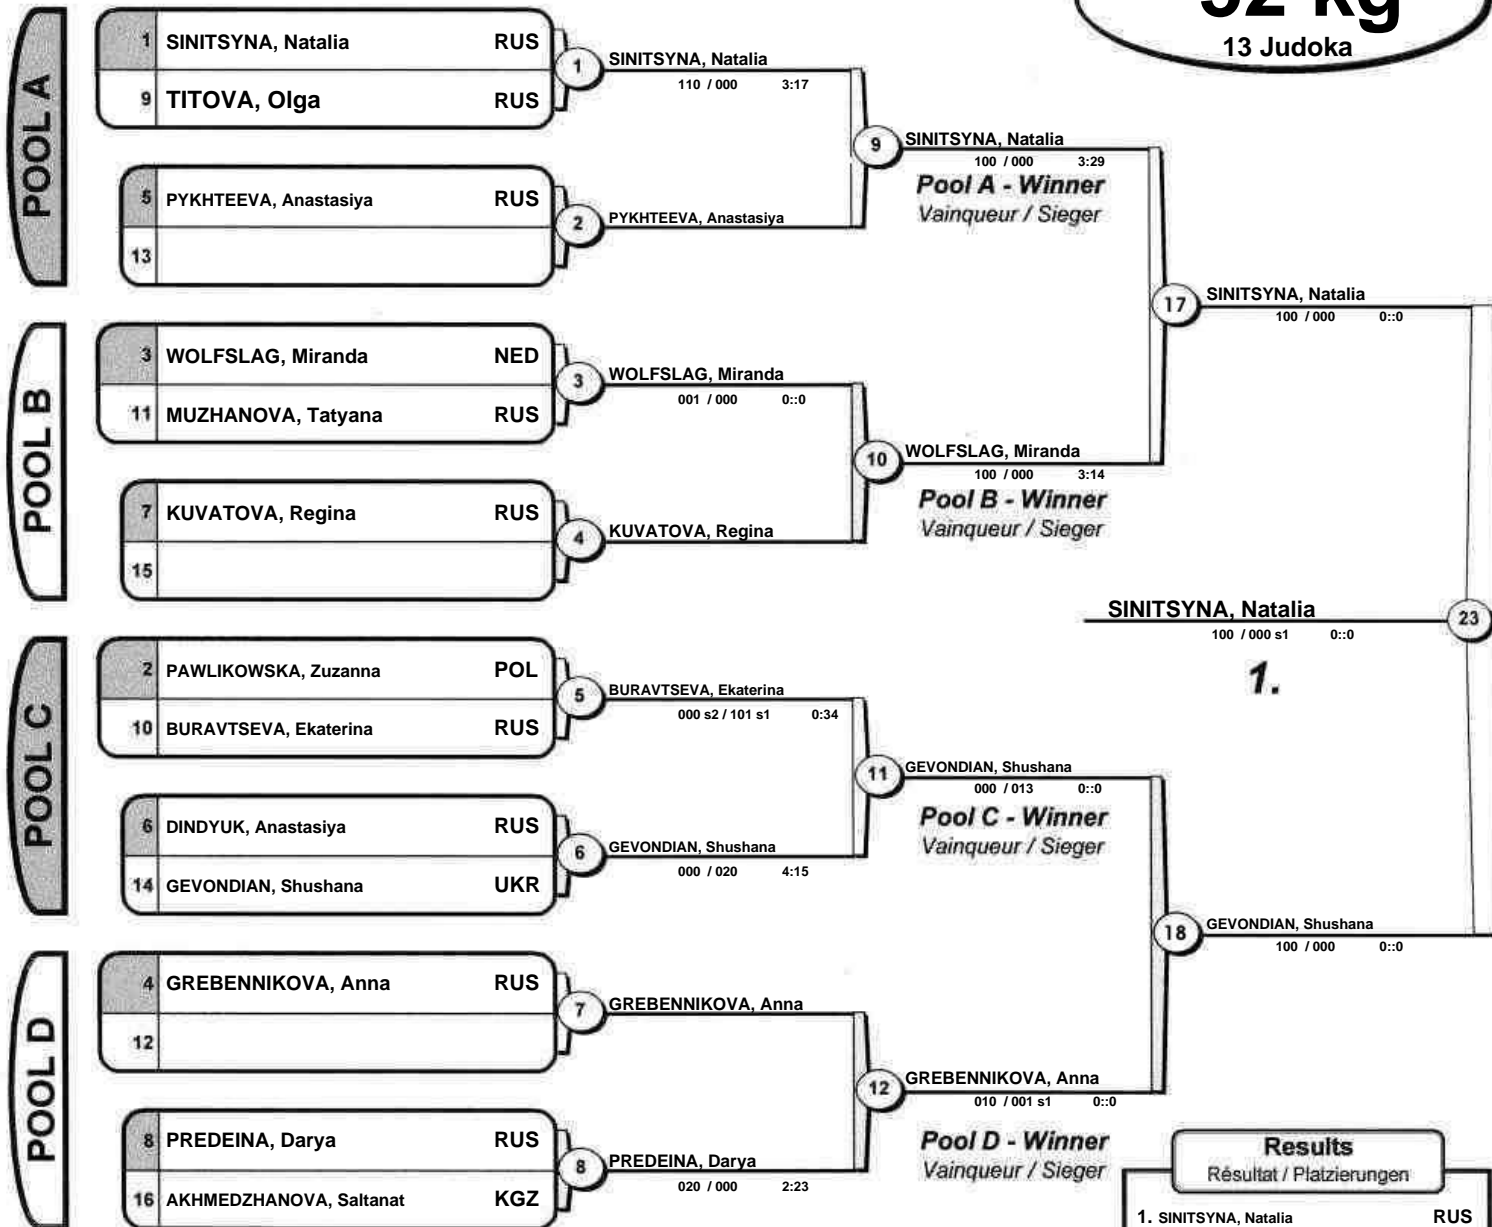 52 kg
13 Judoka
POOL A
1 SINITSYNA, Natalia RUS
9 TITOVA, Olga RUS
5 PYKHTEEVA, Anastasiya RUS
13
1 SINITSYNA, Natalia
110 / 000 3:17
2 PYKHTEEVA, Anastasiya
9 SINITSYNA, Natalia
100 / 000 3:29
Pool A - Winner
Vainqueur / Sieger
POOL B
3 WOLFSLAG, Miranda NED
11 MUZHANOVA, Tatyana RUS
7 KUVATOVA, Regina RUS
15
3 WOLFSLAG, Miranda
001 / 000 0::0
4 KUVATOVA, Regina
10 WOLFSLAG, Miranda
100 / 000 3:14
Pool B - Winner
Vainqueur / Sieger
17 SINITSYNA, Natalia
100 / 000 0::0
SINITSYNA, Natalia 23
100 / 000 s1 0::0
1.
POOL C
2 PAWLIKOWSKA, Zuzanna POL
10 BURAVTSEVA, Ekaterina RUS
6 DINDYUK, Anastasiya RUS
14 GEVONDIAN, Shushana UKR
5 BURAVTSEVA, Ekaterina
000 s2 / 101 s1 0:34
6 GEVONDIAN, Shushana
000 / 020 4:15
11 GEVONDIAN, Shushana
000 / 013 0::0
Pool C - Winner
Vainqueur / Sieger
18 GEVONDIAN, Shushana
100 / 000 0::0
POOL D
4 GREBENNIKOVA, Anna RUS
12
8 PREDEINA, Darya RUS
16 AKHMEDZHANOVA, Saltanat KGZ
7 GREBENNIKOVA, Anna
8 PREDEINA, Darya
020 / 000 2:23
12 GREBENNIKOVA, Anna
010 / 001 s1 0::0
Pool D - Winner
Vainqueur / Sieger
Results
Résultat / Platzierungen
1. SINITSYNA, Natalia RUS